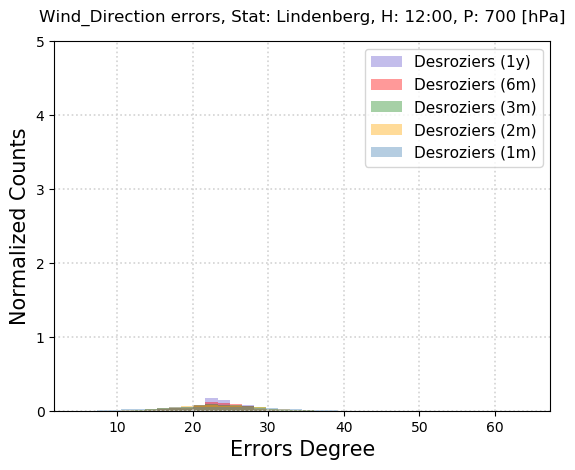 Wind_Direction errors, Stat: Lindenberg, H: 12:00, P: 700 [hPa]
5
4
3
2
1
0
Normalized Counts
Desroziers (1y)
Desroziers (6m)
Desroziers (3m)
Desroziers (2m)
Desroziers (1m)
10 20 30 40 50 60
Errors Degree